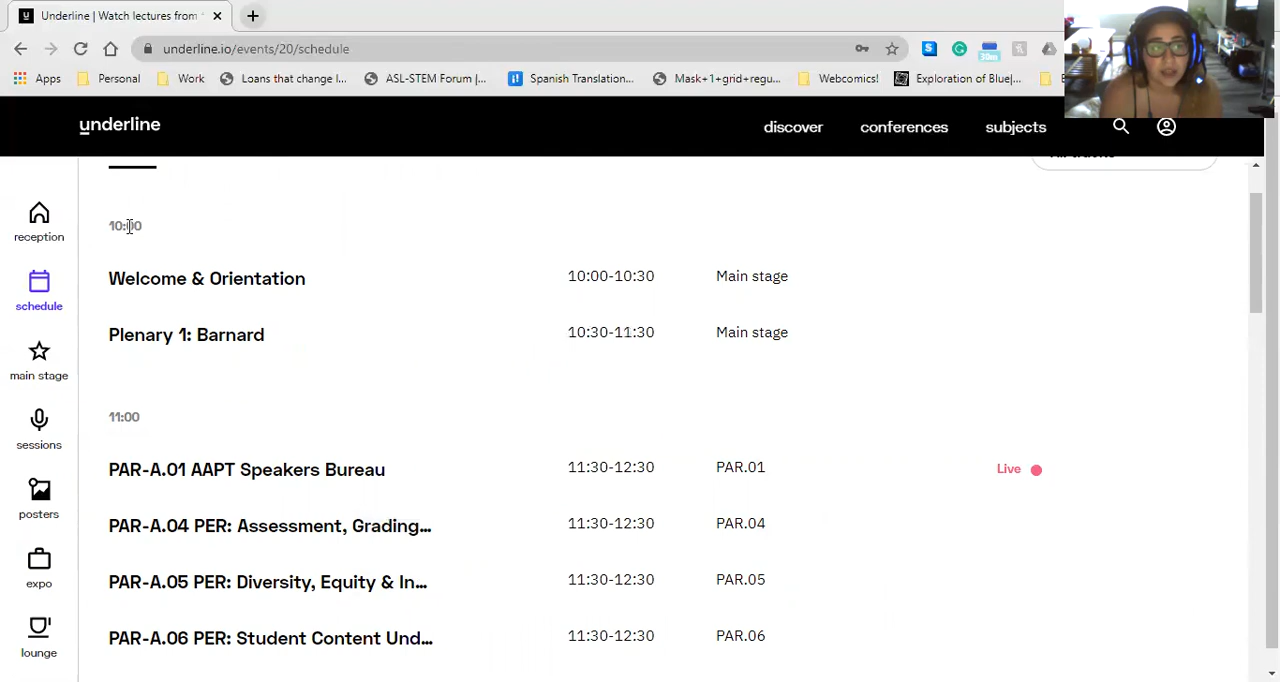 Underline | Watch lectures from
underline.io/events/20/schedule
Apps Personal Work Loans that change l... ASL-STEM Forum |... Spanish Translation... Mask+1+grid+regu... Webcomics! Exploration of Blue|...
30m
underline discover conferences subjects
reception
schedule
main stage
sessions
posters
expo
lounge
10:00
Welcome & Orientation 10:00-10:30 Main stage
Plenary 1: Barnard 10:30-11:30 Main stage
11:00
PAR-A.01 AAPT Speakers Bureau 11:30-12:30 PAR.01 Live
PAR-A.04 PER: Assessment, Grading... 11:30-12:30 PAR.04
PAR-A.05 PER: Diversity, Equity & In... 11:30-12:30 PAR.05
PAR-A.06 PER: Student Content Und... 11:30-12:30 PAR.06